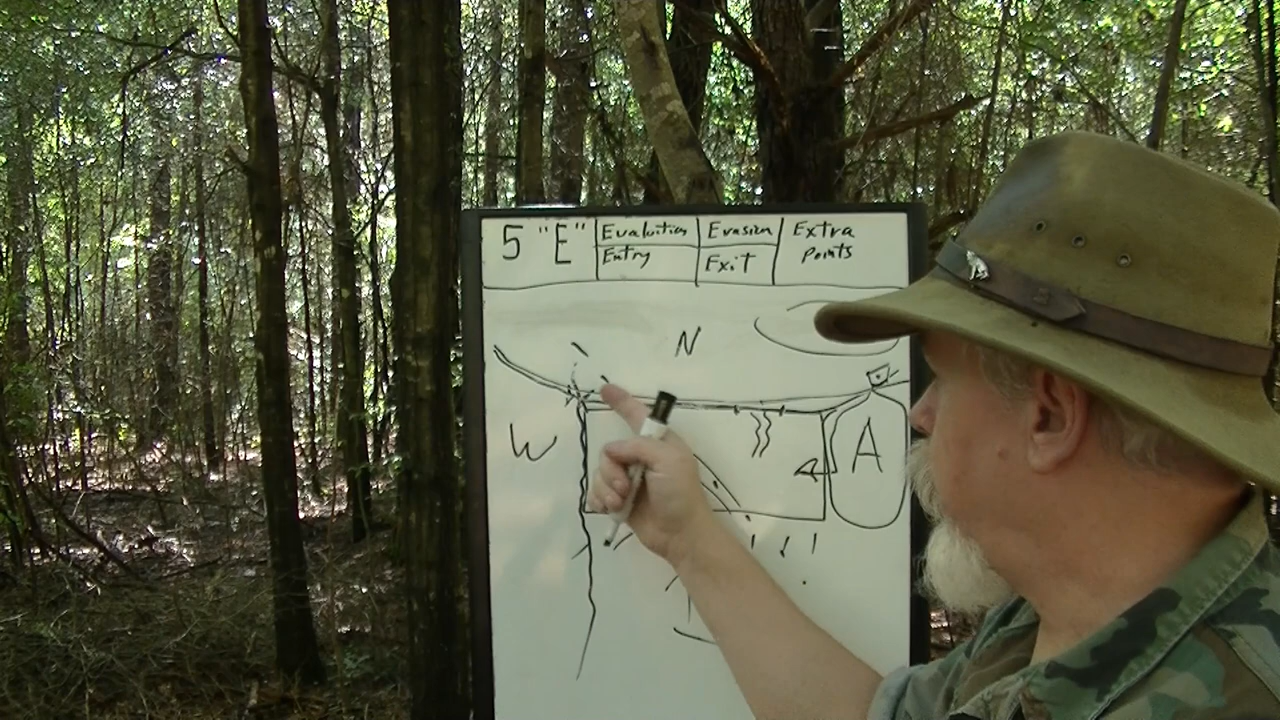 5 "E"
Evaluation
Entry
Evasion
Exit
Extra
Points
N
W
A